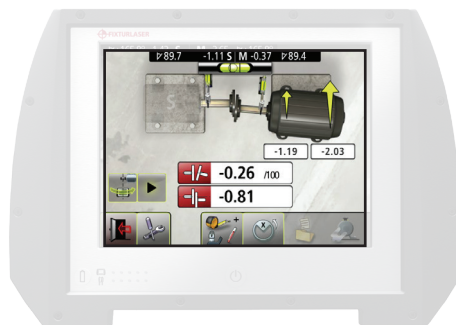 FIXTURLASER
89.7 -1.11 S M -0.37 89.4
S
-1.19 -2.03
-0.26 /100
-0.81
X